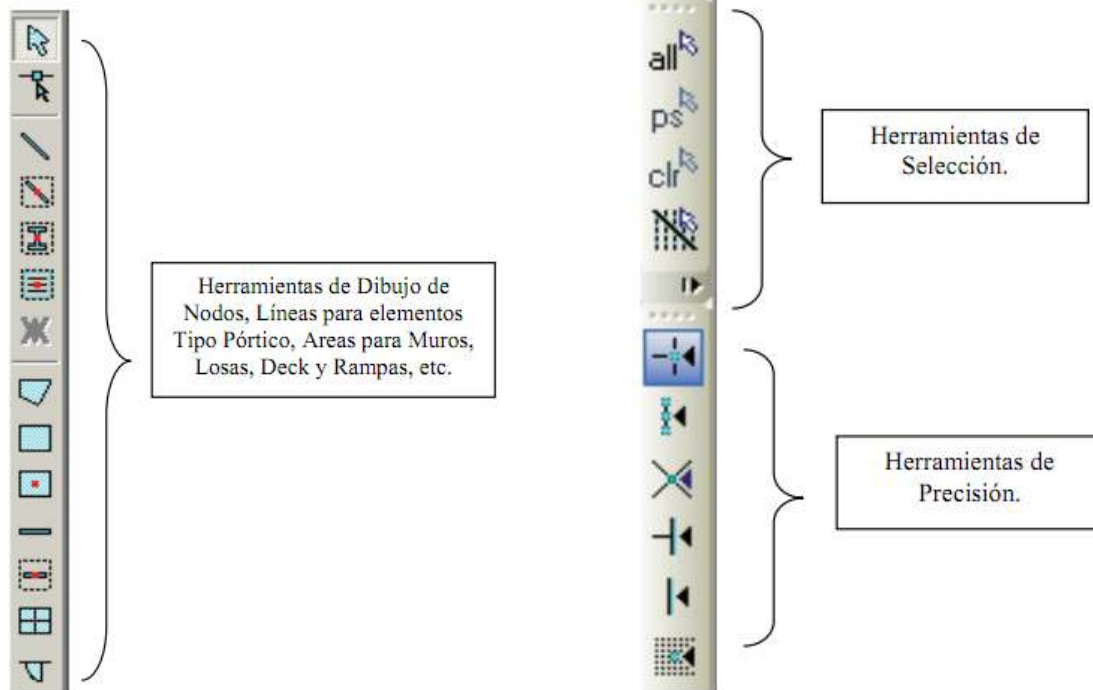 all
ps
clr
Herramientas de
Selección.
Herramientas de Dibujo de
Nodos, Líneas para elementos
Tipo Pórtico, Areas para Muros,
Losas, Deck y Rampas, etc.
Herramientas de
Precisión.